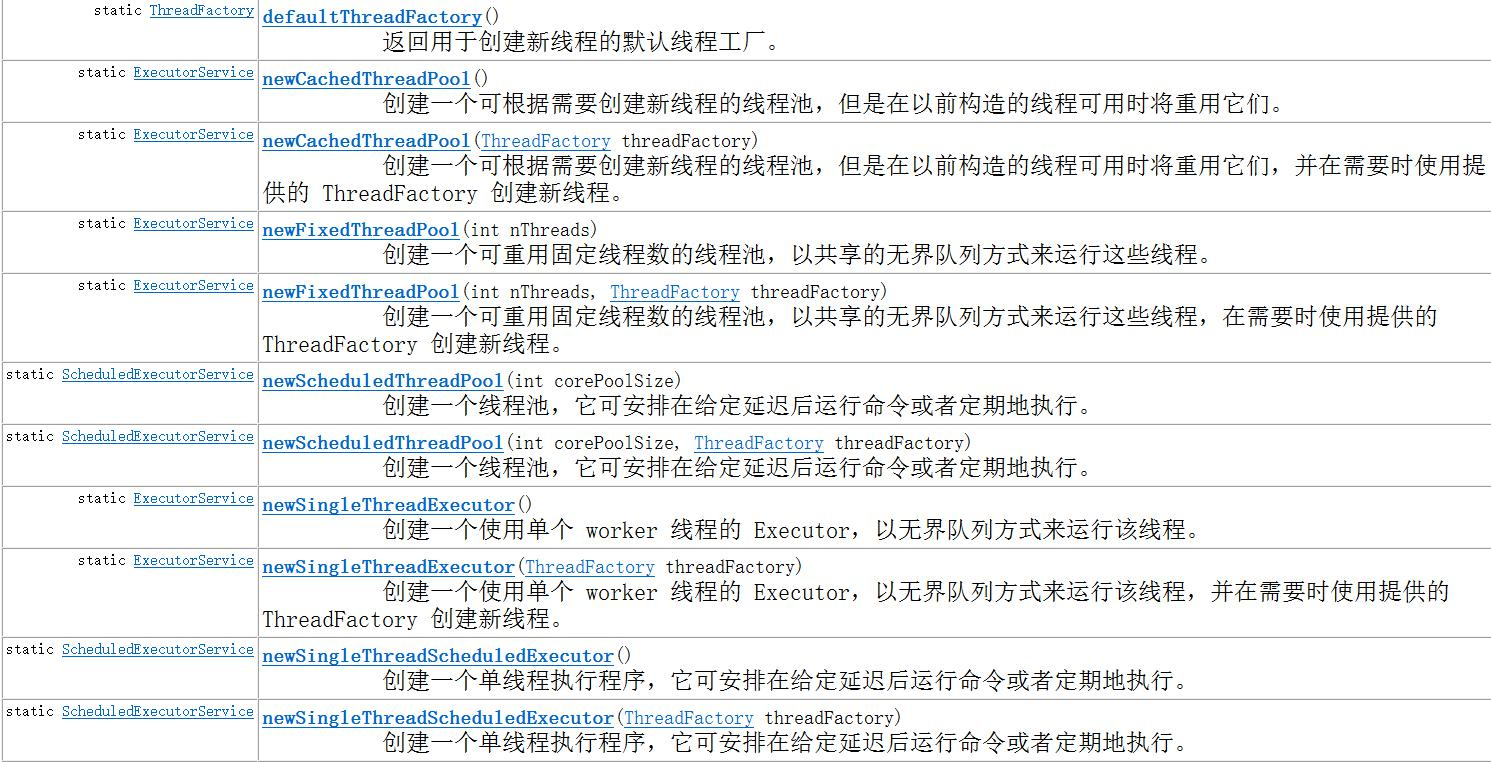 static ThreadFactory defaultThreadFactory()
返回用于创建新线程的默认线程工厂。
static ExecutorService newCachedThreadPool()
创建一个可根据需要创建新线程的线程池，但是在以前构造的线程可用时将重用它们。
static ExecutorService newCachedThreadPool(ThreadFactory threadFactory)
创建一个可根据需要创建新线程的线程池，但是在以前构造的线程可用时将重用它们，并在需要时使用提
供的 ThreadFactory 创建新线程。
static ExecutorService newFixedThreadPool(int nThreads)
创建一个可重用固定线程数的线程池，以共享的无界队列方式来运行这些线程。
static ExecutorService newFixedThreadPool(int nThreads, ThreadFactory threadFactory)
创建一个可重用固定线程数的线程池，以共享的无界队列方式来运行这些线程，在需要时使用提供的
ThreadFactory 创建新线程。
static ScheduledExecutorService newScheduledThreadPool(int corePoolSize)
创建一个线程池，它可安排在给定延迟后运行命令或者定期地执行。
static ScheduledExecutorService newScheduledThreadPool(int corePoolSize, ThreadFactory threadFactory)
创建一个线程池，它可安排在给定延迟后运行命令或者定期地执行。
static ExecutorService newSingleThreadExecutor()
创建一个使用单个 worker 线程的 Executor，以无界队列方式来运行该线程。
static ExecutorService newSingleThreadExecutor(ThreadFactory threadFactory)
创建一个使用单个 worker 线程的 Executor，以无界队列方式来运行该线程，并在需要时使用提供的
ThreadFactory 创建新线程。
static ScheduledExecutorService newSingleThreadScheduledExecutor()
创建一个单线程执行程序，它可安排在给定延迟后运行命令或者定期地执行。
static ScheduledExecutorService newSingleThreadScheduledExecutor(ThreadFactory threadFactory)
创建一个单线程执行程序，它可安排在给定延迟后运行命令或者定期地执行。